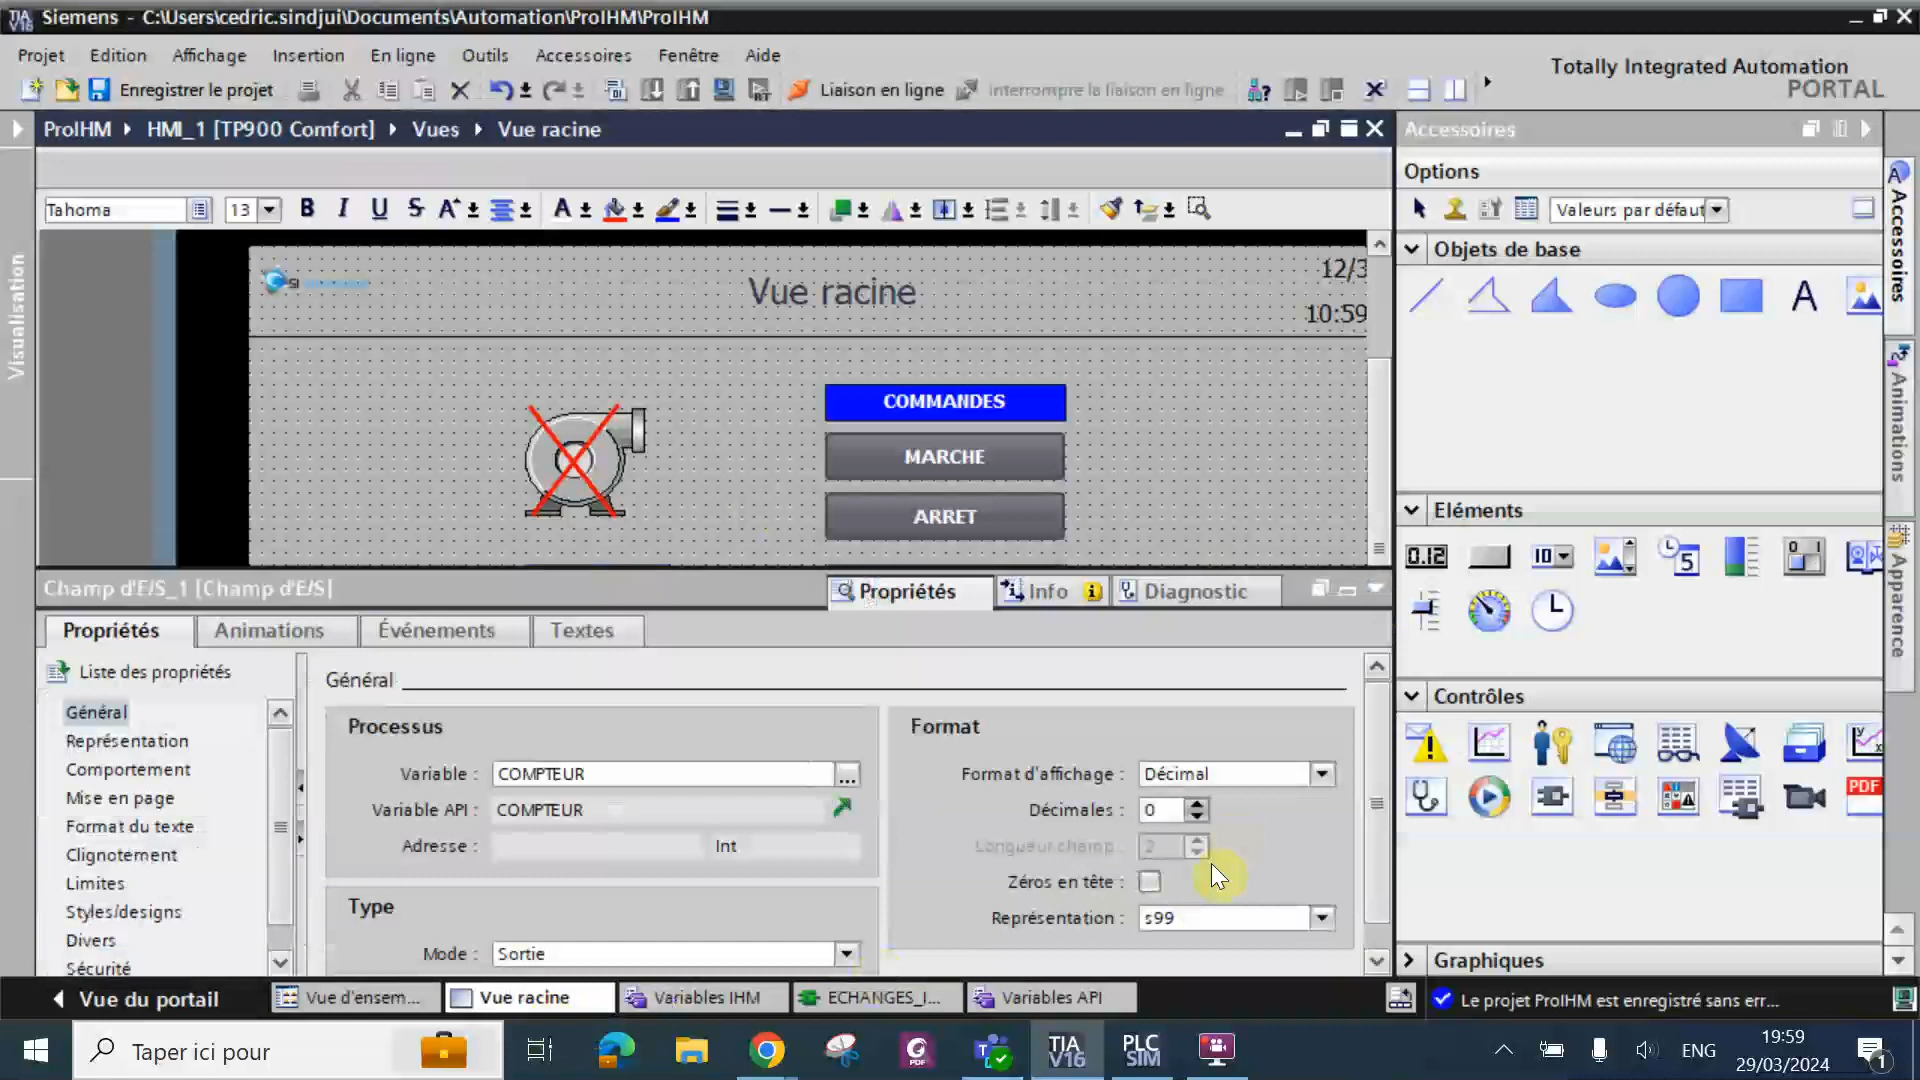 Siemens - C:\Users\cedric.sindjui\Documents\Automation\ProIHM\ProIHM
Projet Edition Affichage Insertion En ligne Outils Accessoires Fenêtre Aide
Totally Integrated Automation
PORTAL
Enregistrer le projet
Liaison en ligne
Interrompre la liaison en ligne
ProIHM HMI_1 [TP900 Comfort] Vues Vue racine
Accessoires
Options
Tahoma 13
Valeurs par défaut
Objets de base
Visualisation
Vue racine
12/3
10:59
COMMANDES
MARCHE
ARRET
Accessoires
Animations
Apparence
Eléments
0.12
10
5
Champ d'E/S_1 [Champ d'E/S]
Propriétés Info Diagnostic
Propriétés Animations Événements Textes
Liste des propriétés
Général
Représentation
Comportement
Mise en page
Format du texte
Clignotement
Limites
Styles/designs
Divers
Sécurité
Général
Processus
Variable : COMPTEUR ...
Variable API : COMPTEUR
Adresse : Int
Type
Mode : Sortie
Format
Format d'affichage : Décimal
Décimales : 0
Longueur champ : 2
Zéros en tête :
Représentation : s99
Contrôles
PDF
Graphiques
Vue du portail Vue d'ensem... Vue racine Variables IHM ECHANGES_I... Variables API
Le projet ProIHM est enregistré sans err...
Taper ici pour
TIA V16
PLC SIM
ENG
19:59
29/03/2024
1